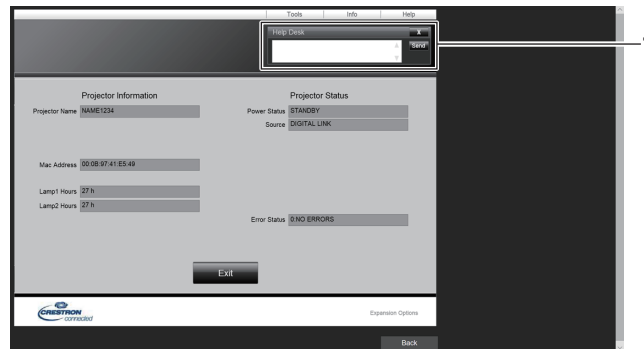 Tools Info Help
Help Desk X
Send
Projector Information Projector Status
Projector Name NAME1234 Power Status STANDBY
Source DIGITAL LINK
Mac Address 00:0B:97:41:E5:49
Lamp1 Hours 27 h
Lamp2 Hours 27 h
Error Status 0:NO ERRORS
Exit
CRESTRON
connected
Expansion Options
Back